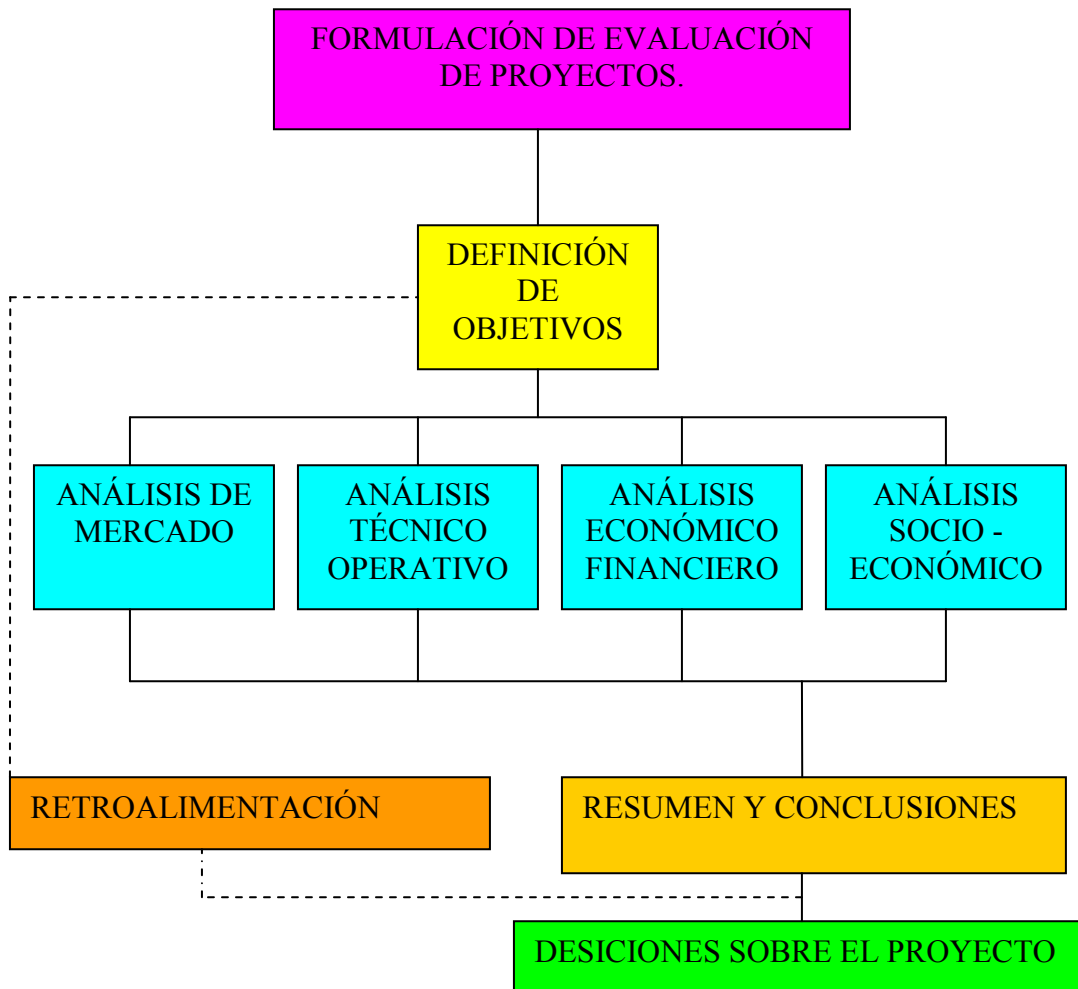 FORMULACIÓN DE EVALUACIÓN
DE PROYECTOS.
DEFINICIÓN
DE
OBJETIVOS
ANÁLISIS DE
MERCADO
ANÁLISIS
TÉCNICO
OPERATIVO
ANÁLISIS
ECONÓMICO
FINANCIERO
ANÁLISIS
SOCIO -
ECONÓMICO
RETROALIMENTACIÓN
RESUMEN Y CONCLUSIONES
DESICIONES SOBRE EL PROYECTO